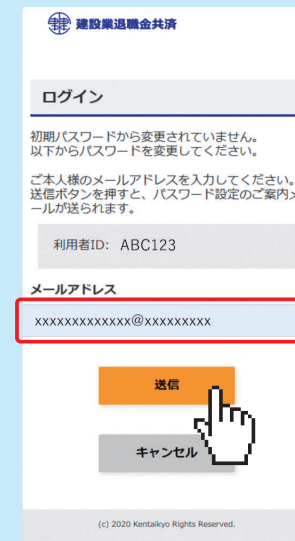 建設業退職金共済
ログイン
初期パスワードから変更されていません。
以下からパスワードを変更してください。
ご本人様のメールアドレスを入力してください。
送信ボタンを押すと、パスワード設定のご案内メ
ールが送られます。
利用者ID: ABC123
メールアドレス
xxxxxxxxxxxxx@xxxxxxxxx
送信
キャンセル
(c) 2020 Kentaikyo Rights Reserved.